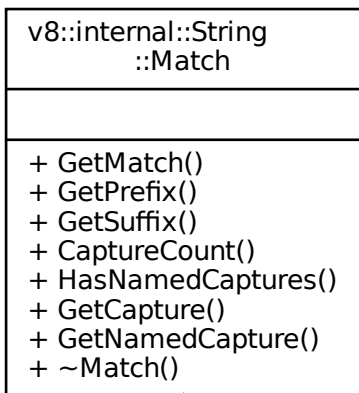 v8::internal::String
::Match
+ GetMatch()
+ GetPrefix()
+ GetSuffix()
+ CaptureCount()
+ HasNamedCaptures()
+ GetCapture()
+ GetNamedCapture()
+ ~Match()